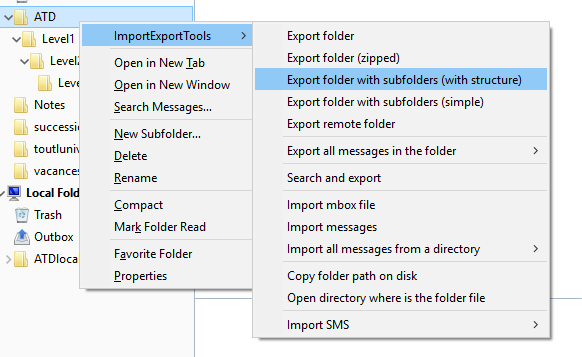 ATD
Level1
Level2
Leve
Notes
successi
toutluniv
vacances
Local Fold
Trash
Outbox
ATDloca
ImportExportTools
Open in New Tab
Open in New Window
Search Messages...
New Subfolder...
Delete
Rename
Compact
Mark Folder Read
Favorite Folder
Properties
Export folder
Export folder (zipped)
Export folder with subfolders (with structure)
Export folder with subfolders (simple)
Export remote folder
Export all messages in the folder
Search and export
Import mbox file
Import messages
Import all messages from a directory
Copy folder path on disk
Open directory where is the folder file
Import SMS